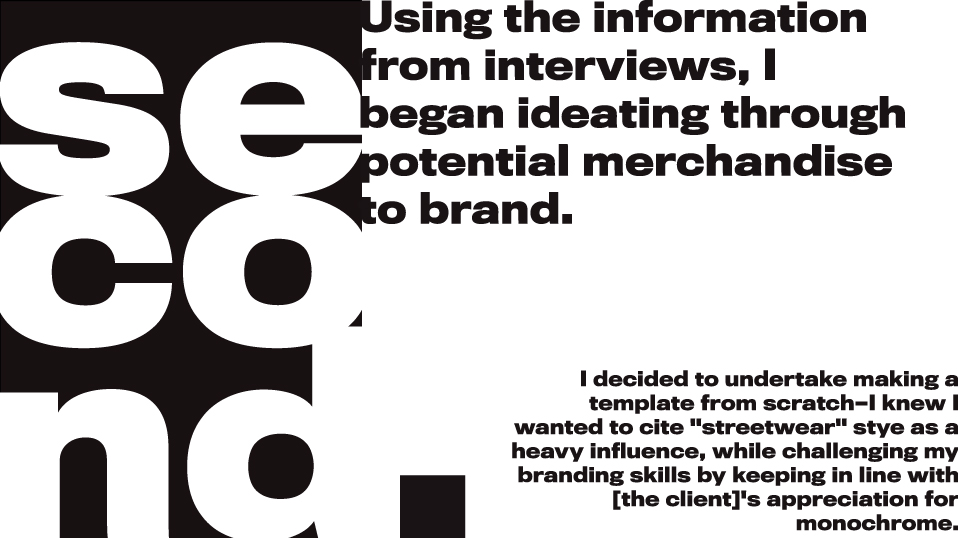 se
co
nd.
Using the information
from interviews, I
began ideating through
potential merchandise
to brand.
I decided to undertake making a
template from scratch–I knew I
wanted to cite "streetwear" stye as a
heavy influence, while challenging my
branding skills by keeping in line with
[the client]'s appreciation for
monochrome.